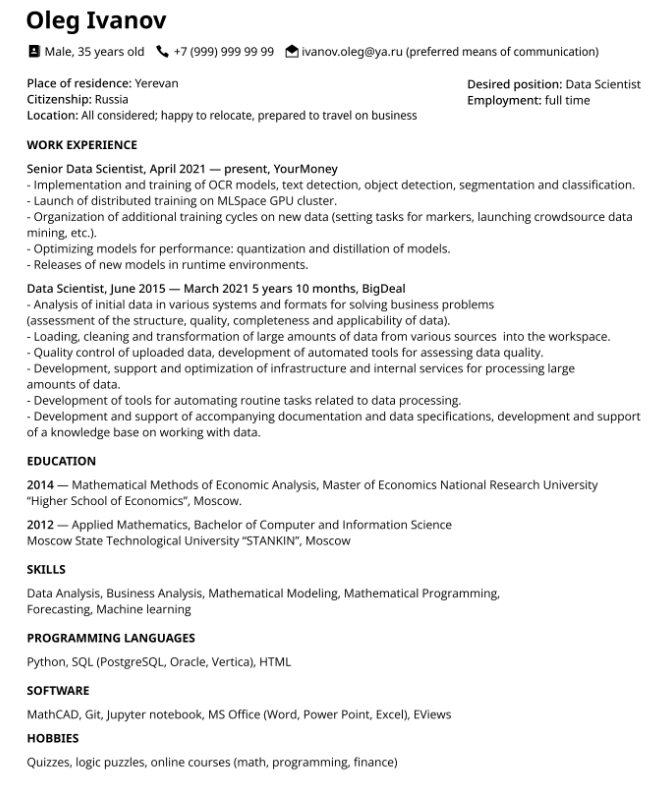 Oleg Ivanov
Male, 35 years old +7 (999) 999 99 99 ivanov.oleg@ya.ru (preferred means of communication)
Place of residence: Yerevan
Desired position: Data Scientist
Citizenship: Russia
Employment: full time
Location: All considered; happy to relocate, prepared to travel on business
WORK EXPERIENCE
Senior Data Scientist, April 2021 — present, YourMoney
- Implementation and training of OCR models, text detection, object detection, segmentation and classification.
- Launch of distributed training on MLSpace GPU cluster.
- Organization of additional training cycles on new data (setting tasks for markers, launching crowdsource data
mining, etc.).
- Optimizing models for performance: quantization and distillation of models.
- Releases of new models in runtime environments.
Data Scientist, June 2015 — March 2021 5 years 10 months, BigDeal
- Analysis of initial data in various systems and formats for solving business problems
(assessment of the structure, quality, completeness and applicability of data).
- Loading, cleaning and transformation of large amounts of data from various sources into the workspace.
- Quality control of uploaded data, development of automated tools for assessing data quality.
- Development, support and optimization of infrastructure and internal services for processing large
amounts of data.
- Development of tools for automating routine tasks related to data processing.
- Development and support of accompanying documentation and data specifications, development and support
of a knowledge base on working with data.
EDUCATION
2014 — Mathematical Methods of Economic Analysis, Master of Economics National Research University
“Higher School of Economics”, Moscow.
2012 — Applied Mathematics, Bachelor of Computer and Information Science
Moscow State Technological University “STANKIN”, Moscow
SKILLS
Data Analysis, Business Analysis, Mathematical Modeling, Mathematical Programming,
Forecasting, Machine learning
PROGRAMMING LANGUAGES
Python, SQL (PostgreSQL, Oracle, Vertica), HTML
SOFTWARE
MathCAD, Git, Jupyter notebook, MS Office (Word, Power Point, Excel), EViews
HOBBIES
Quizzes, logic puzzles, online courses (math, programming, finance)